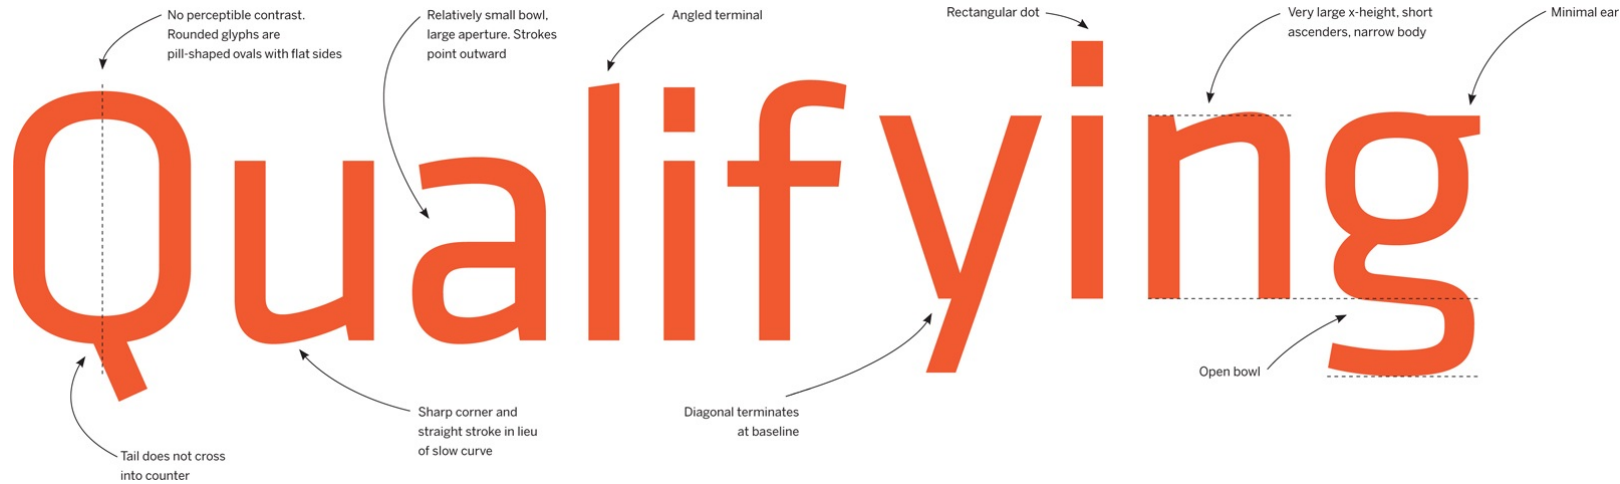 No perceptible contrast.
Rounded glyphs are
pill-shaped ovals with flat sides
Relatively small bowl,
large aperture. Strokes
point outward
Angled terminal
Rectangular dot
Very large x-height, short
ascenders, narrow body
Minimal ear
Qualifying
Tail does not cross
into counter
Sharp corner and
straight stroke in lieu
of slow curve
Diagonal terminates
at baseline
Open bowl